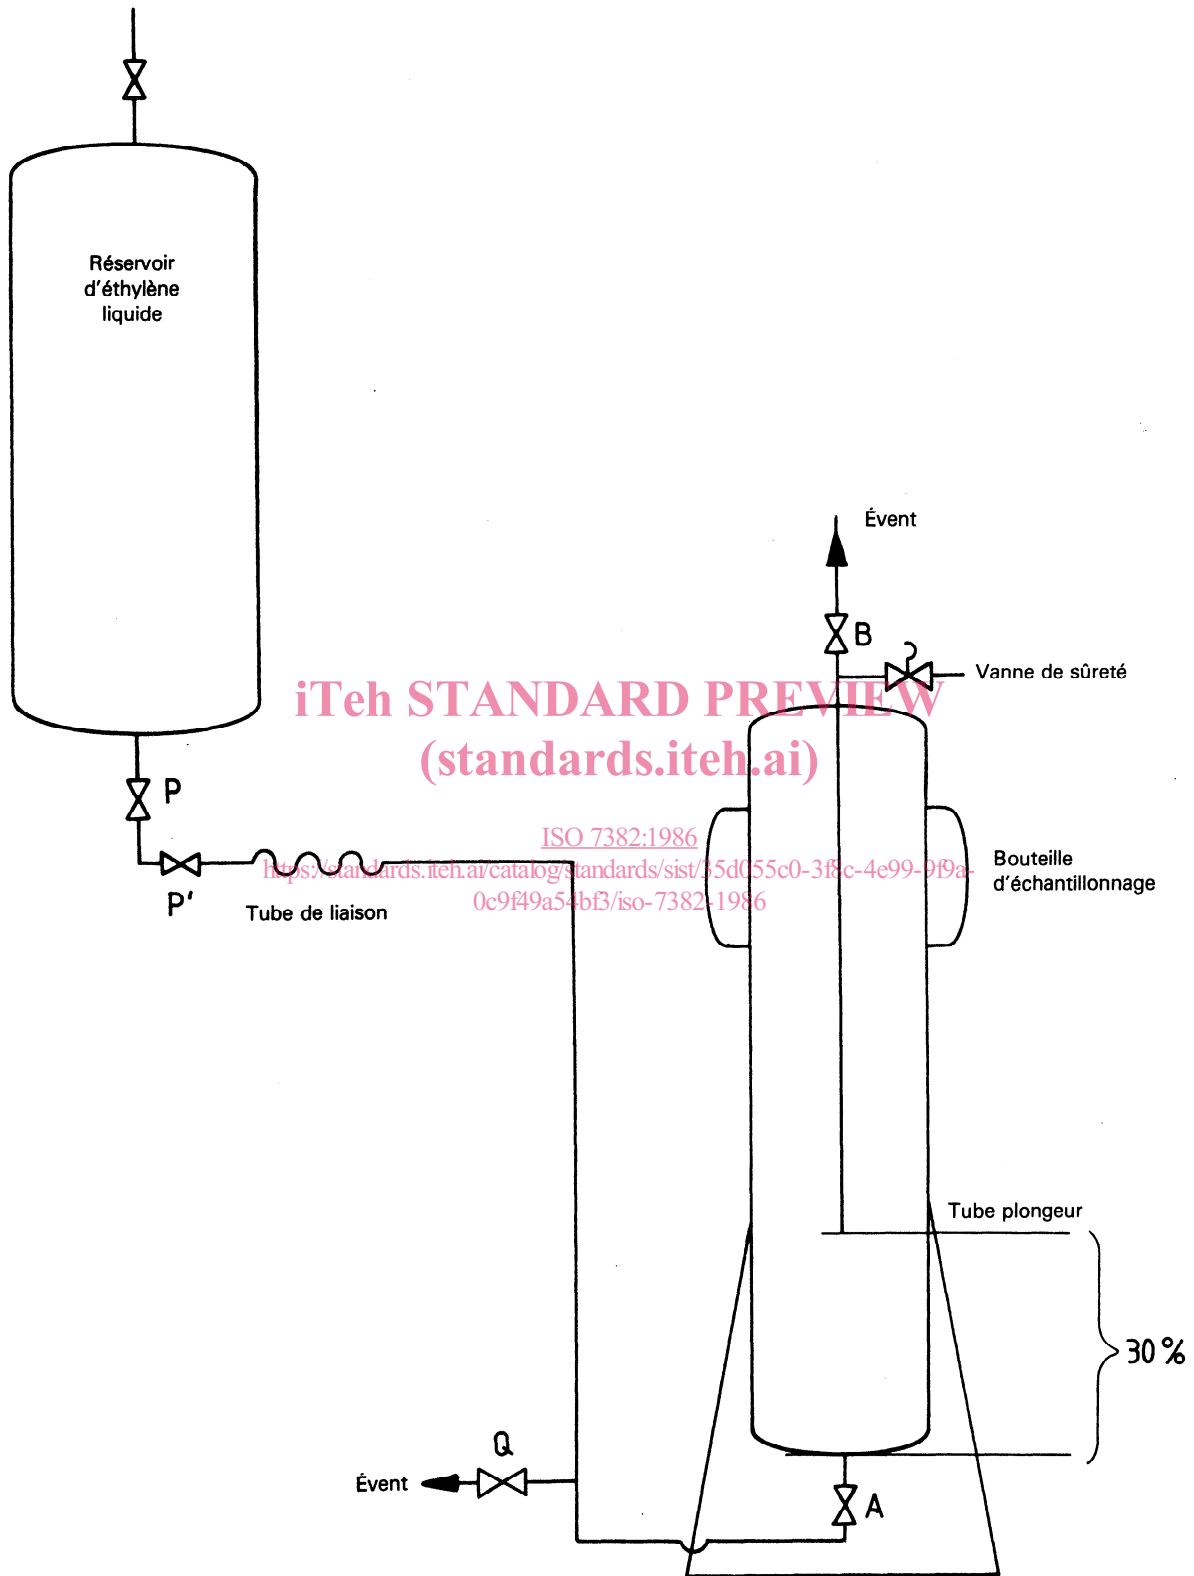 Réservoir
d'éthylène
liquide
Évent
B
Vanne de sûreté
iTeh STANDARD PREVIEW
(standards.iteh.ai)
P
ISO 7382:1986
https://standards.iteh.ai/catalog/standards/sist/35d055c0-3f8c-4e99-9f9a-
0c9f49a54bf3/iso-7382-1986
P'
Tube de liaison
Bouteille
d'échantillonnage
Tube plongeur
30%
Q
Évent
A